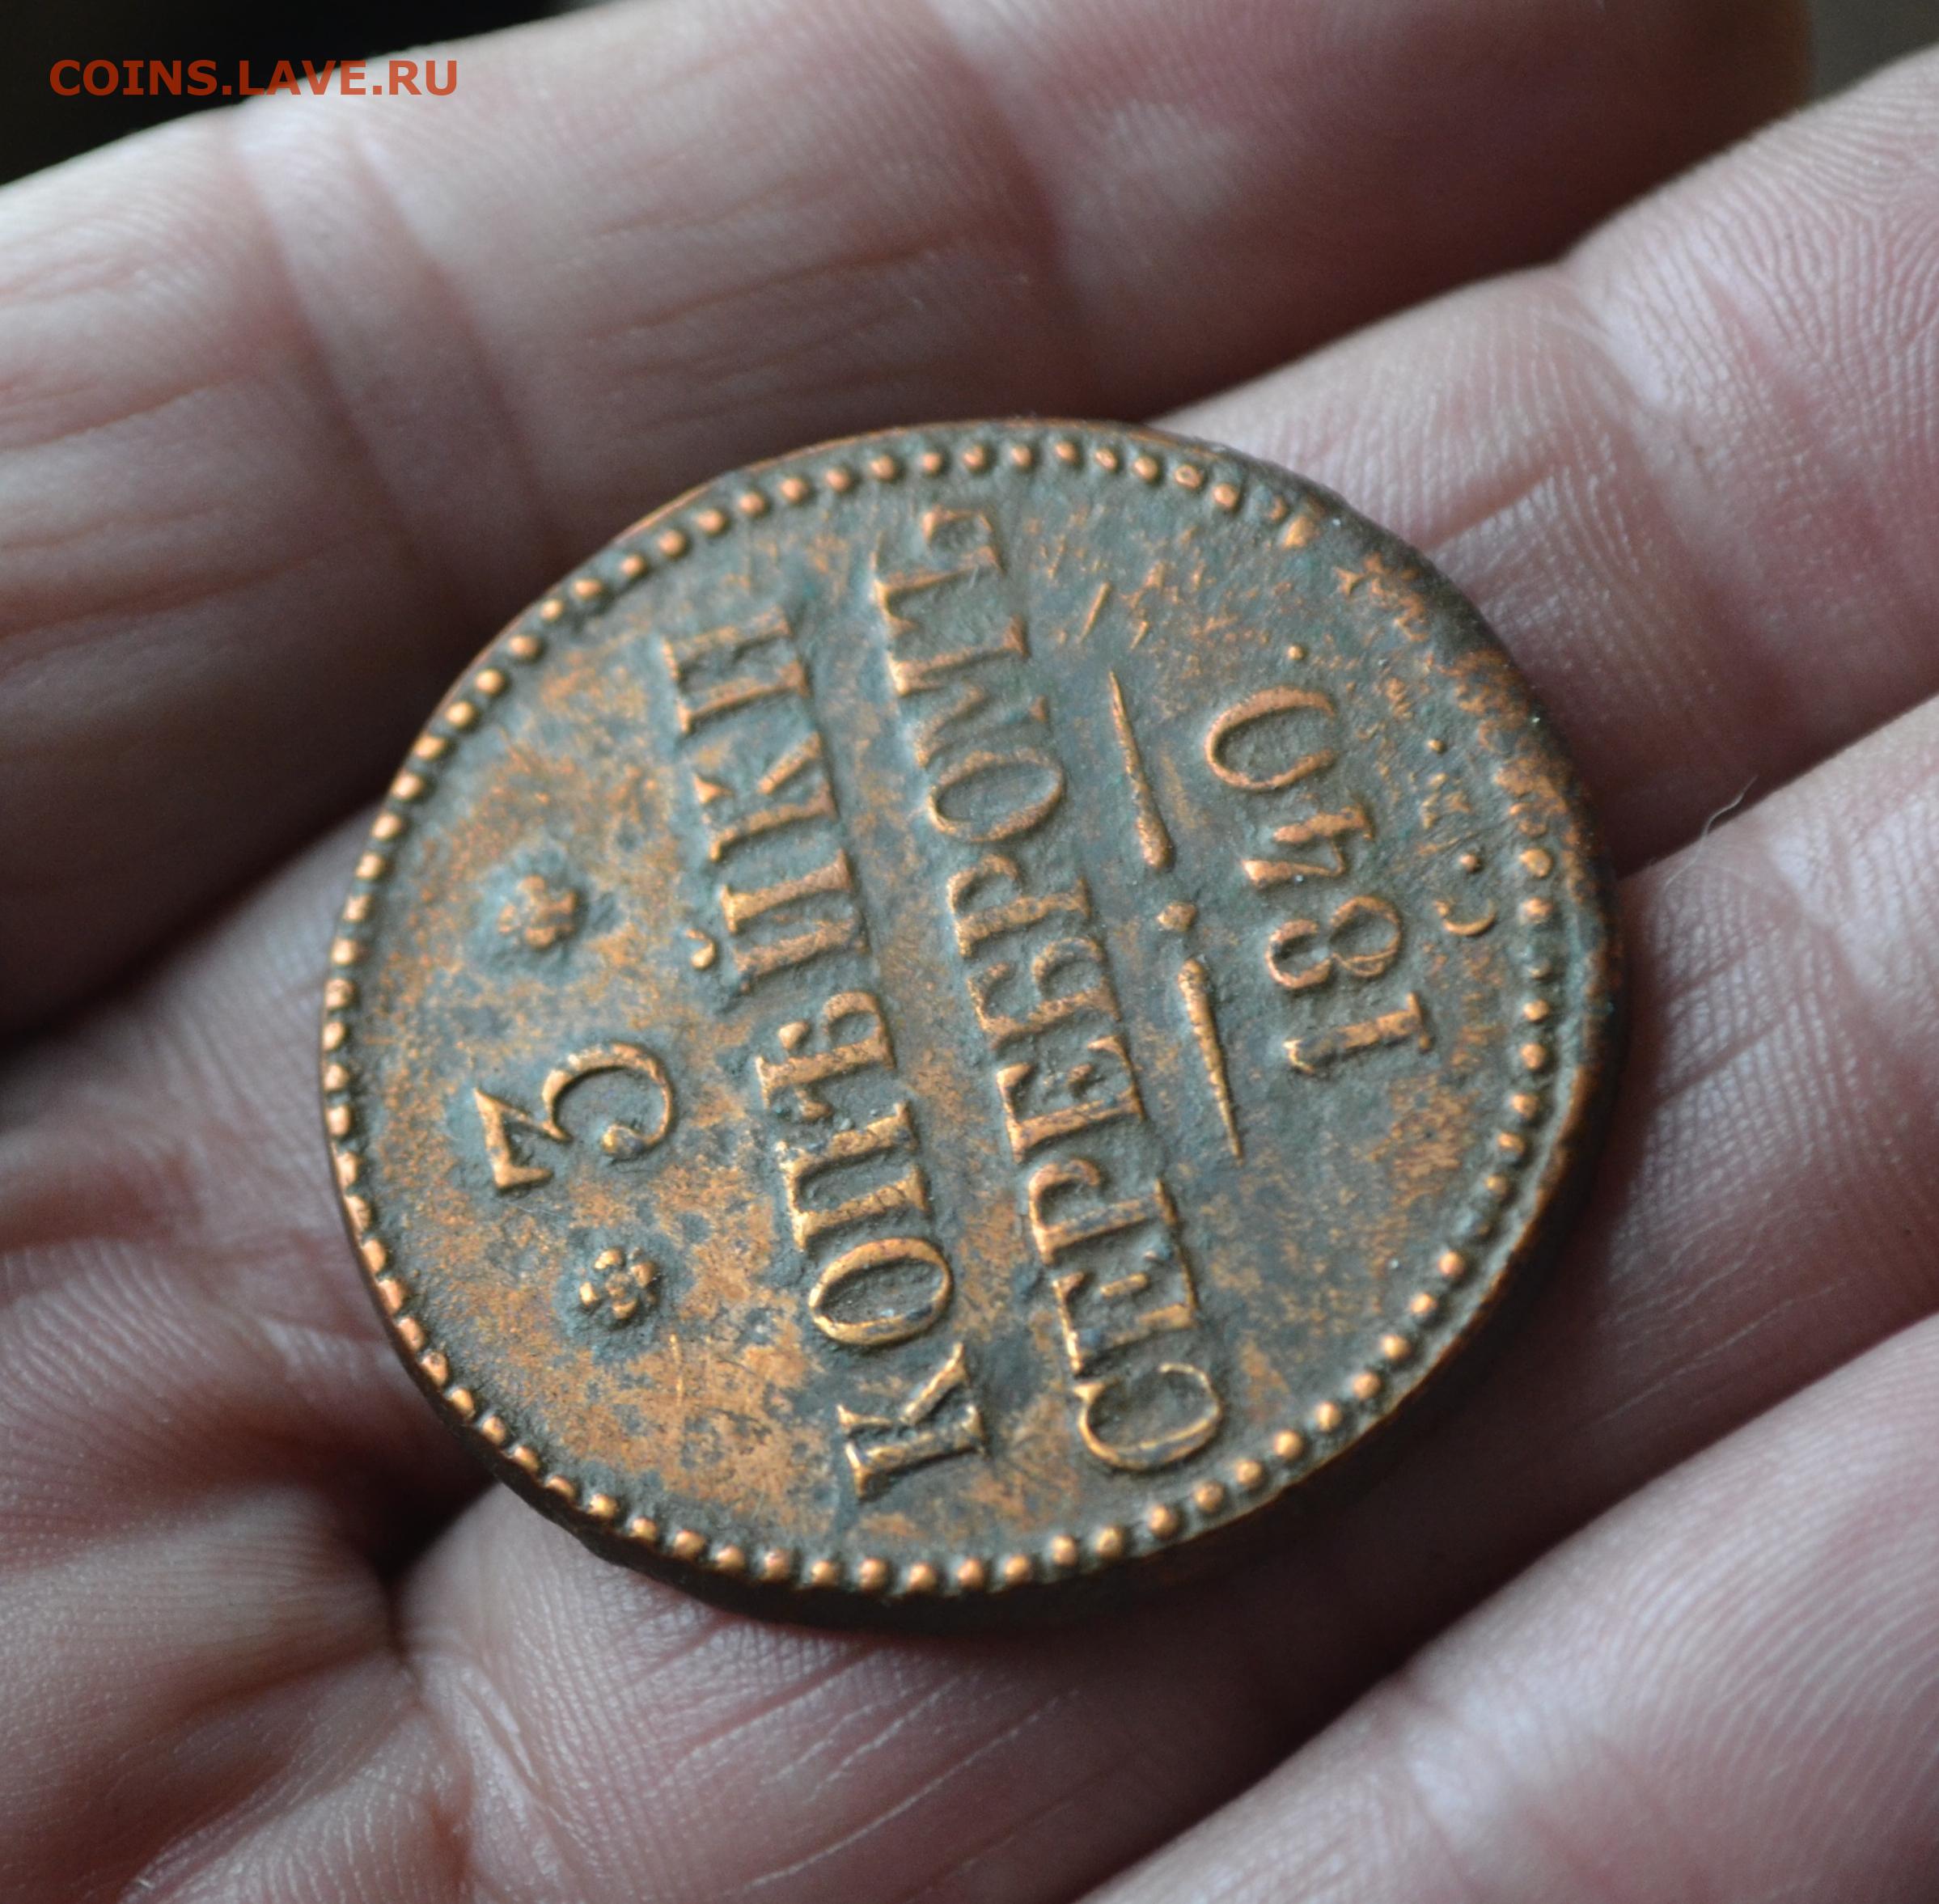 COINS.LAVE.RU
* 3 *
КОПѢЙКИ
СЕРЕБРОМЪ
1840.
С. М.